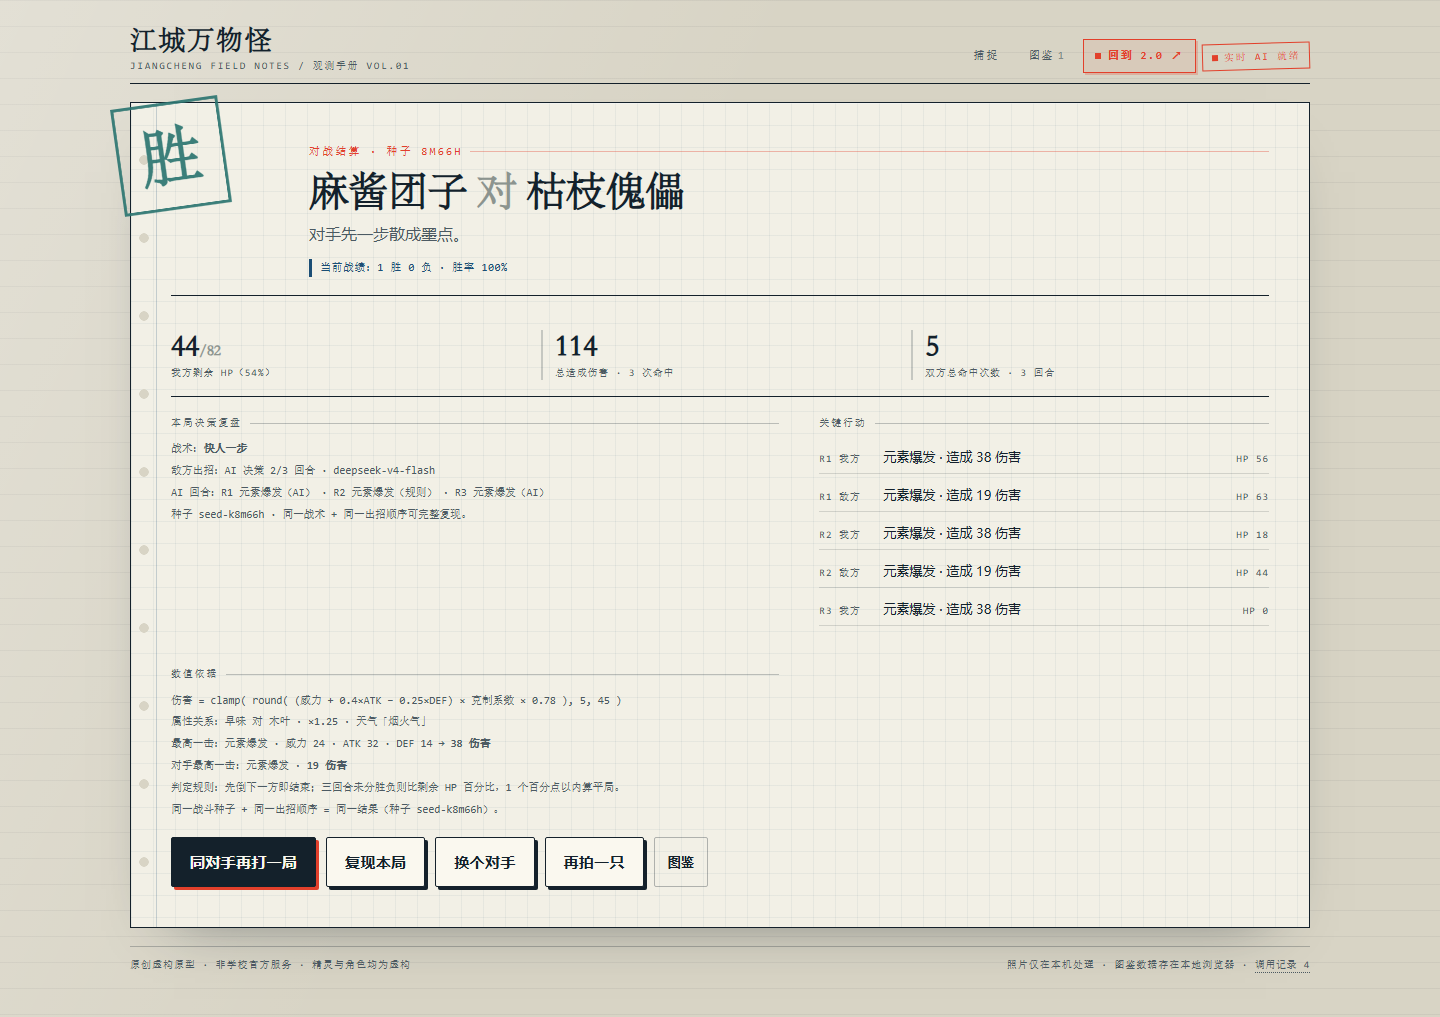 江城万物怪
JIANGCHENG FIELD NOTES / 观测手册 VOL.01
捕捉
图鉴 1
回到 2.0 ↗
实时 AI 就绪
胜
对战结算 · 种子 8M66H
麻酱团子 对 枯枝傀儡
对手先一步散成墨点。
当前战绩: 1 胜 0 负 · 胜率 100%
44/82
我方剩余 HP (54%)
114
总造成伤害 · 3 次命中
5
双方总命中次数 · 3 回合
本局决策复盘
战术: 快人一步
敌方出招: AI 决策 2/3 回合 · deepseek-v4-flash
AI 回合: R1 元素爆发（AI） · R2 元素爆发（规则） · R3 元素爆发（AI）
种子 seed-k8m66h · 同一战术 + 同一出招顺序可完整复现。
关键行动
R1 我方 元素爆发 · 造成 38 伤害 HP 56
R1 敌方 元素爆发 · 造成 19 伤害 HP 63
R2 我方 元素爆发 · 造成 38 伤害 HP 18
R2 敌方 元素爆发 · 造成 19 伤害 HP 44
R3 我方 元素爆发 · 造成 38 伤害 HP 0
数值依据
伤害 = clamp( round( (威力 + 0.4×ATK − 0.25×DEF) × 克制系数 × 0.78 ), 5, 45 )
属性关系: 早味 对 木叶 · ×1.25 · 天气「烟火气」
最高一击: 元素爆发 · 威力 24 · ATK 32 · DEF 14 → 38 伤害
对手最高一击: 元素爆发 · 19 伤害
判定规则: 先倒下一方即结束; 三回合未分胜负则比剩余 HP 百分比, 1 个百分点以内算平局。
同一战斗种子 + 同一出招顺序 = 同一结果（种子 seed-k8m66h）。
同对手再打一局
复现本局
换个对手
再拍一只
图鉴
原创虚构原型 · 非学校官方服务 · 精灵与角色均为虚构
照片仅在本机处理 · 图鉴数据存在本地浏览器 · 调用记录 4